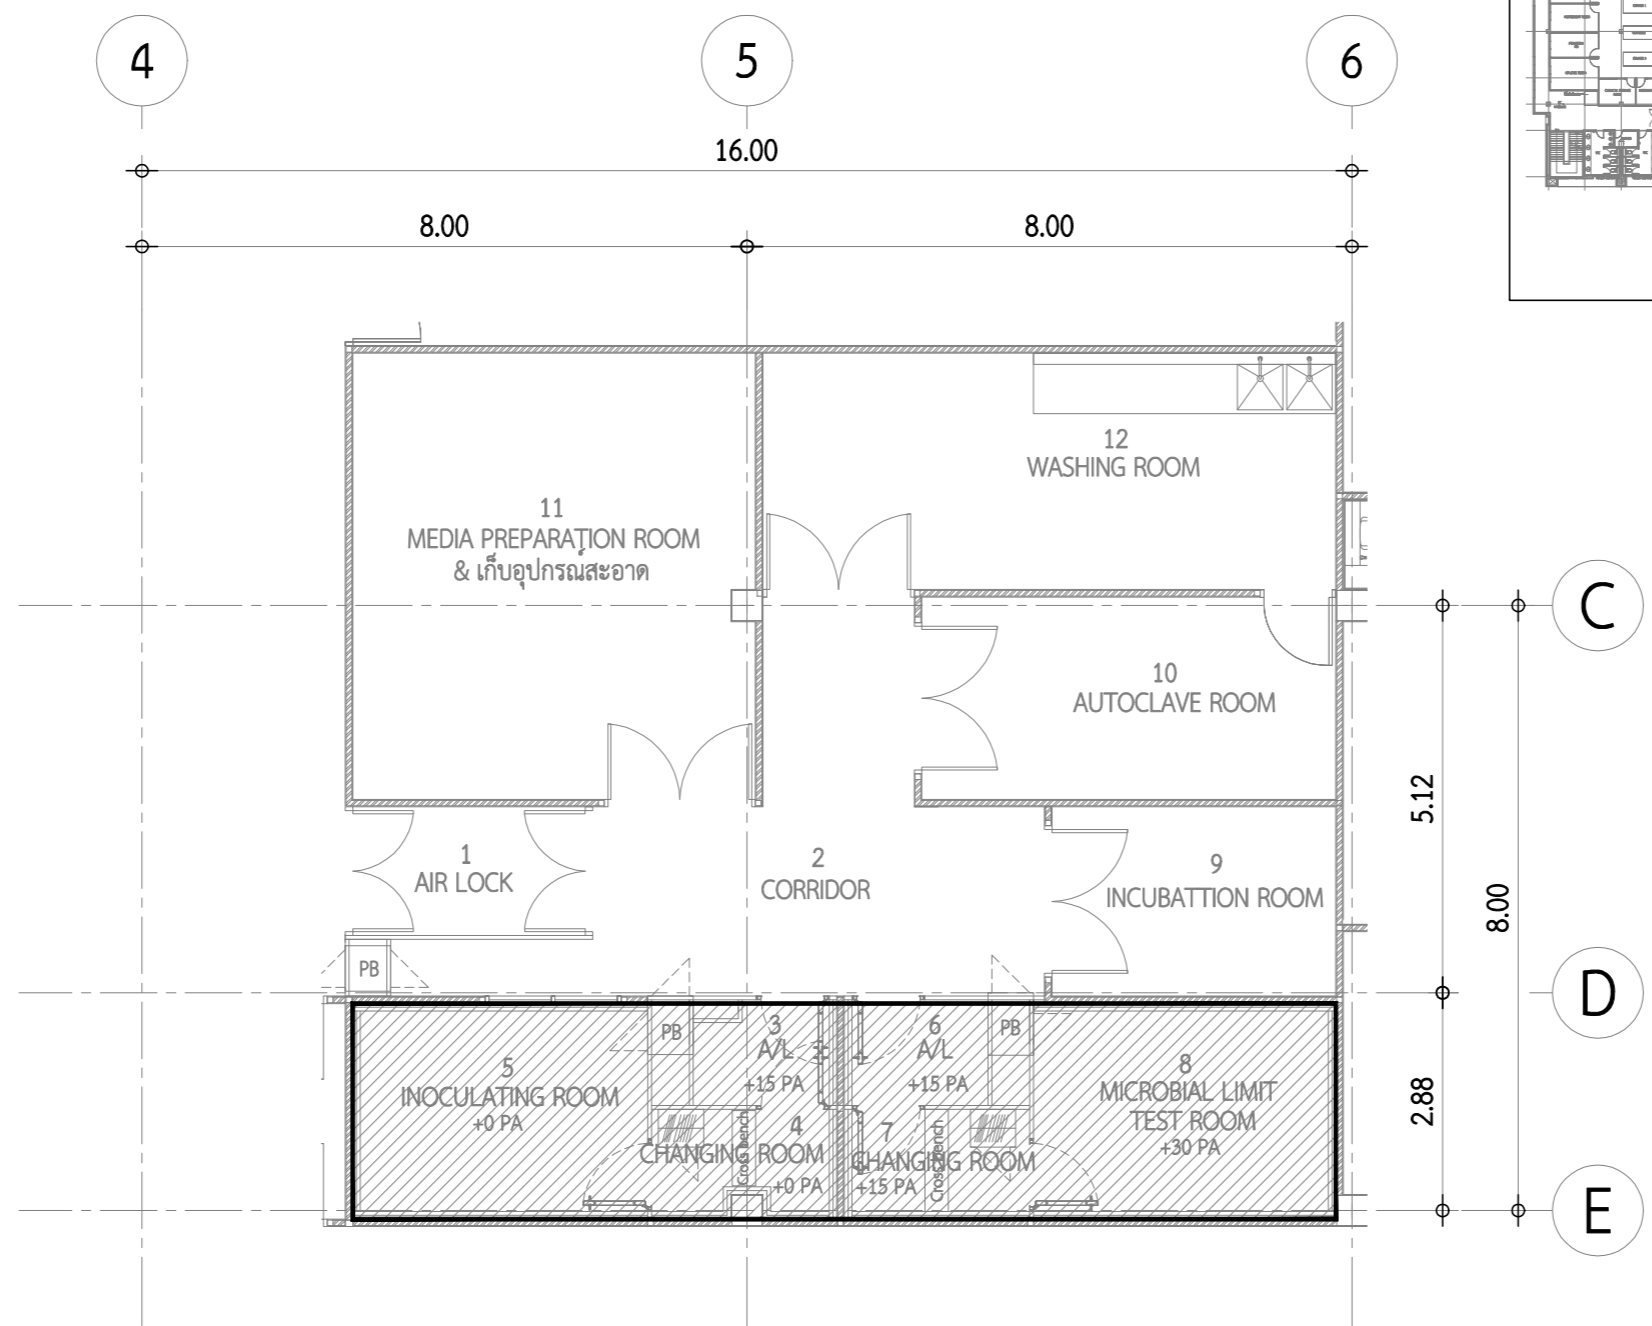 4
5
6
16.00
8.00
8.00
12
WASHING ROOM
11
MEDIA PREPARATION ROOM
& เก็บอุปกรณ์สะอาด
C
10
AUTOCLAVE ROOM
5.12
1
AIR LOCK
2
CORRIDOR
9
INCUBATTION ROOM
8.00
PB
D
PB
3
A/L
+15 PA
6
A/L
+15 PA
PB
5
INOCULATING ROOM
+0 PA
8
MICROBIAL LIMIT
TEST ROOM
+30 PA
2.88
4
CHANGING ROOM
+0 PA
Cross bench
7
CHANGING ROOM
+15 PA
Cross bench
E